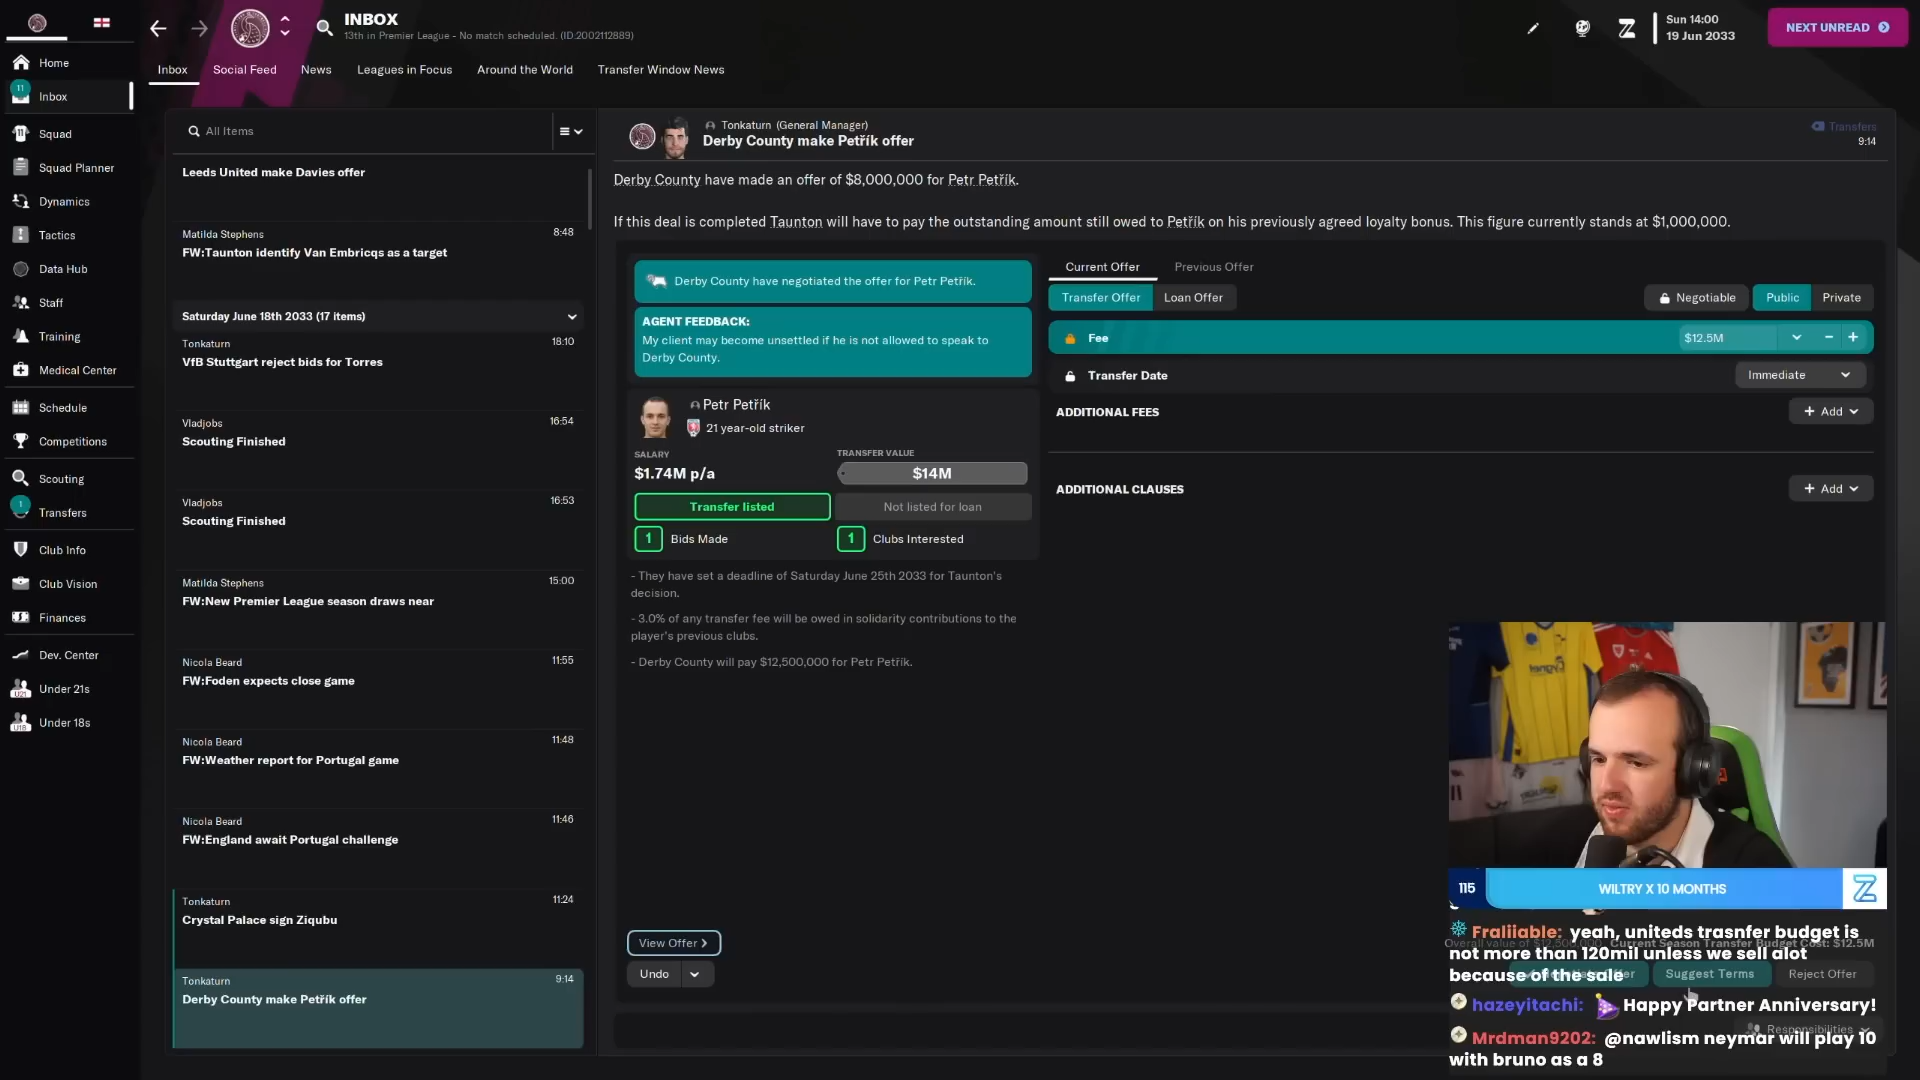 INBOX
13th in Premier League - No match scheduled. (ID:2002112889)
Sun 14:00
19 Jun 2033
NEXT UNREAD
Inbox Social Feed News Leagues in Focus Around the World Transfer Window News
Home
11
Inbox
Squad
Squad Planner
Dynamics
Tactics
Data Hub
Staff
Training
Medical Center
Schedule
Competitions
Scouting
1
Transfers
Club Info
Club Vision
Finances
Dev. Center
U21
Under 21s
U18
Under 18s
All Items
Leeds United make Davies offer
Matilda Stephens 8:48
FW:Taunton identify Van Embricqs as a target
Saturday June 18th 2033 (17 items)
Tonkaturn 18:10
VfB Stuttgart reject bids for Torres
Vladjobs 16:54
Scouting Finished
Vladjobs 16:53
Scouting Finished
Matilda Stephens 15:00
FW:New Premier League season draws near
Nicola Beard 11:55
FW:Foden expects close game
Nicola Beard 11:48
FW:Weather report for Portugal game
Nicola Beard 11:46
FW:England await Portugal challenge
Tonkaturn 11:24
Crystal Palace sign Ziqubu
Tonkaturn 9:14
Derby County make Petřík offer
Tonkaturn (General Manager)
Derby County make Petřík offer
Transfers
9:14
Derby County have made an offer of $8,000,000 for Petr Petřík.
If this deal is completed Taunton will have to pay the outstanding amount still owed to Petřík on his previously agreed loyalty bonus. This figure currently stands at $1,000,000.
Derby County have negotiated the offer for Petr Petřík.
AGENT FEEDBACK:
My client may become unsettled if he is not allowed to speak to
Derby County.
Petr Petřík
21 year-old striker
SALARY TRANSFER VALUE
$1.74M p/a $14M
Transfer listed Not listed for loan
1 Bids Made 1 Clubs Interested
- They have set a deadline of Saturday June 25th 2033 for Taunton's
decision.
- 3.0% of any transfer fee will be owed in solidarity contributions to the
player's previous clubs.
- Derby County will pay $12,500,000 for Petr Petřík.
View Offer
Undo
Current Offer Previous Offer
Transfer Offer Loan Offer Negotiable Public Private
Fee $12.5M
Transfer Date Immediate
ADDITIONAL FEES Add
ADDITIONAL CLAUSES Add
115 WILTRY X 10 MONTHS
Fraliiable: yeah, uniteds trasnfer budget is
Overall value of $12,500,000 Current Season Transfer Budget Cost: $12.5M
not more than 120mil unless we sell alot
because of the sale
Suggest Terms Reject Offer
hazeyitachi: Happy Partner Anniversary!
Responsibilities
Mrdman9202: @nawlism neymar will play 10
with bruno as a 8